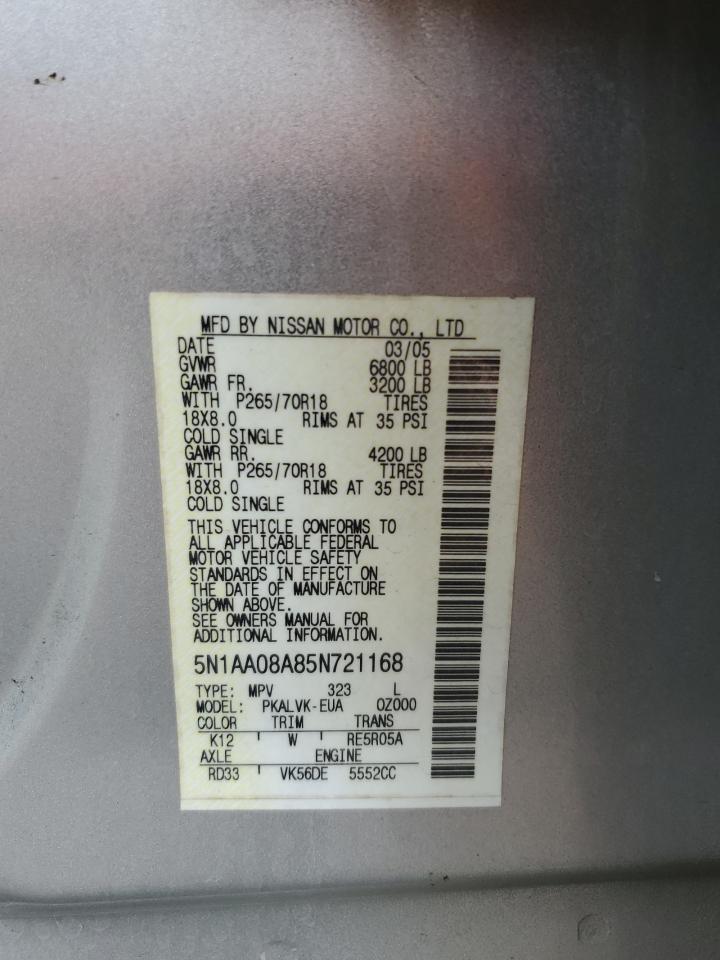 MFD BY NISSAN MOTOR CO., LTD
DATE 03/05
GVWR 6800 LB
GAWR FR. 3200 LB
WITH P265/70R18 TIRES
18X8.0 RIMS AT 35 PSI
COLD SINGLE
GAWR RR. 4200 LB
WITH P265/70R18 TIRES
18X8.0 RIMS AT 35 PSI
COLD SINGLE
THIS VEHICLE CONFORMS TO
ALL APPLICABLE FEDERAL
MOTOR VEHICLE SAFETY
STANDARDS IN EFFECT ON
THE DATE OF MANUFACTURE
SHOWN ABOVE.
SEE OWNERS MANUAL FOR
ADDITIONAL INFORMATION.
5N1AA08A85N721168
TYPE: MPV 323 L
MODEL: PKALVK-EUA 0Z000
COLOR TRIM TRANS
K12 W RE5R05A
AXLE ENGINE
RD33 VK56DE 5552CC